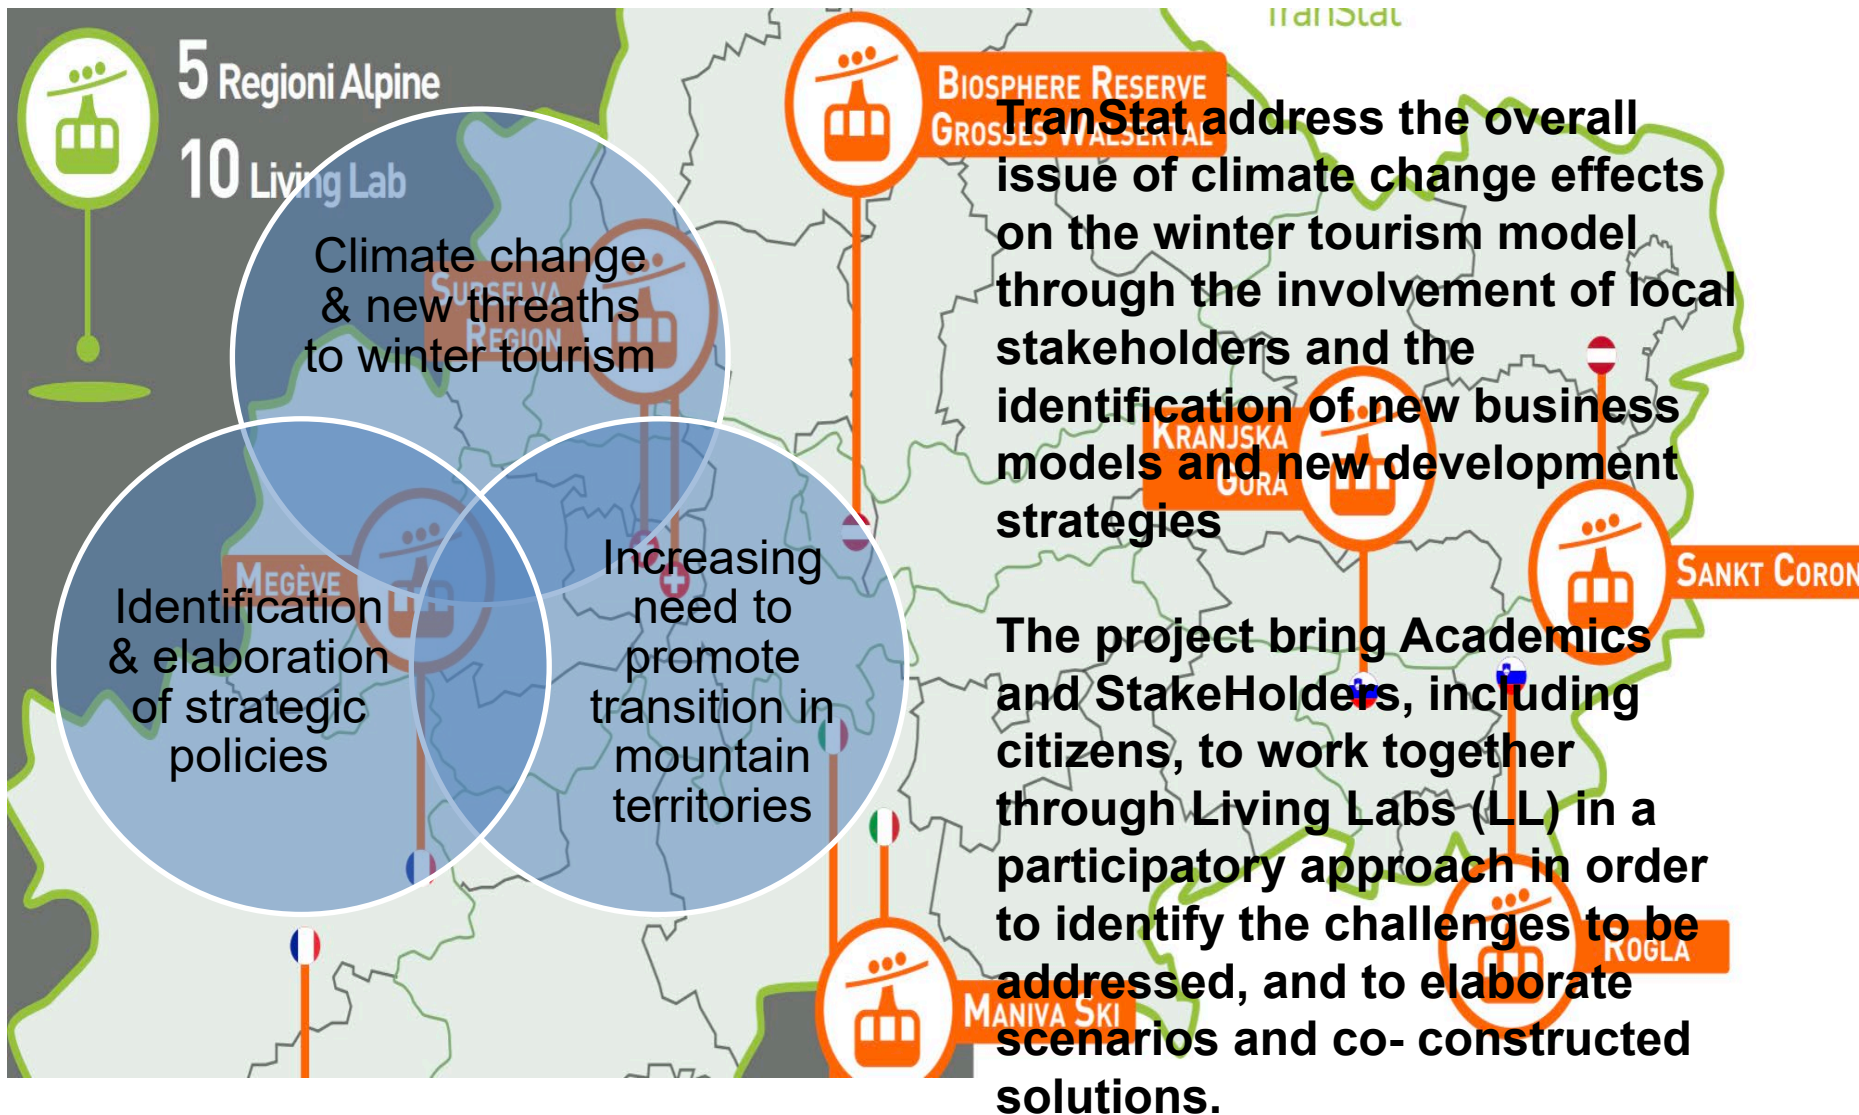 TranStat
5 Regioni Alpine
10 Living Lab
BIOSPHERE RESERVE
GROSSES WALSERTAL
SURSELVA
REGION
MEGÈVE
KRANJSKA
GORA
SANKT CORON
ROGLA
MANIVA SKI
Climate change
& new threaths
to winter tourism
Identification
& elaboration
of strategic
policies
Increasing
need to
promote
transition in
mountain
territories
TranStat address the overall
issue of climate change effects
on the winter tourism model
through the involvement of local
stakeholders and the
identification of new business
models and new development
strategies
The project bring Academics
and StakeHolders, including
citizens, to work together
through Living Labs (LL) in a
participatory approach in order
to identify the challenges to be
addressed, and to elaborate
scenarios and co- constructed
solutions.